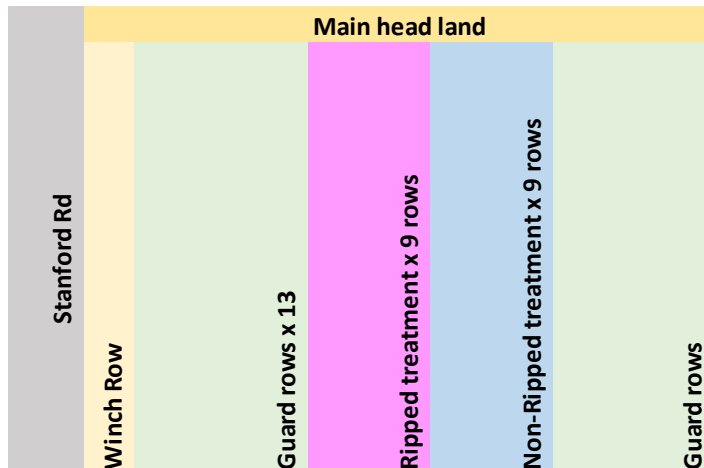 Main head land
Stanford Rd
Winch Row
Guard rows x 13
Ripped treatment x 9 rows
Non-Ripped treatment x 9 rows
Guard rows